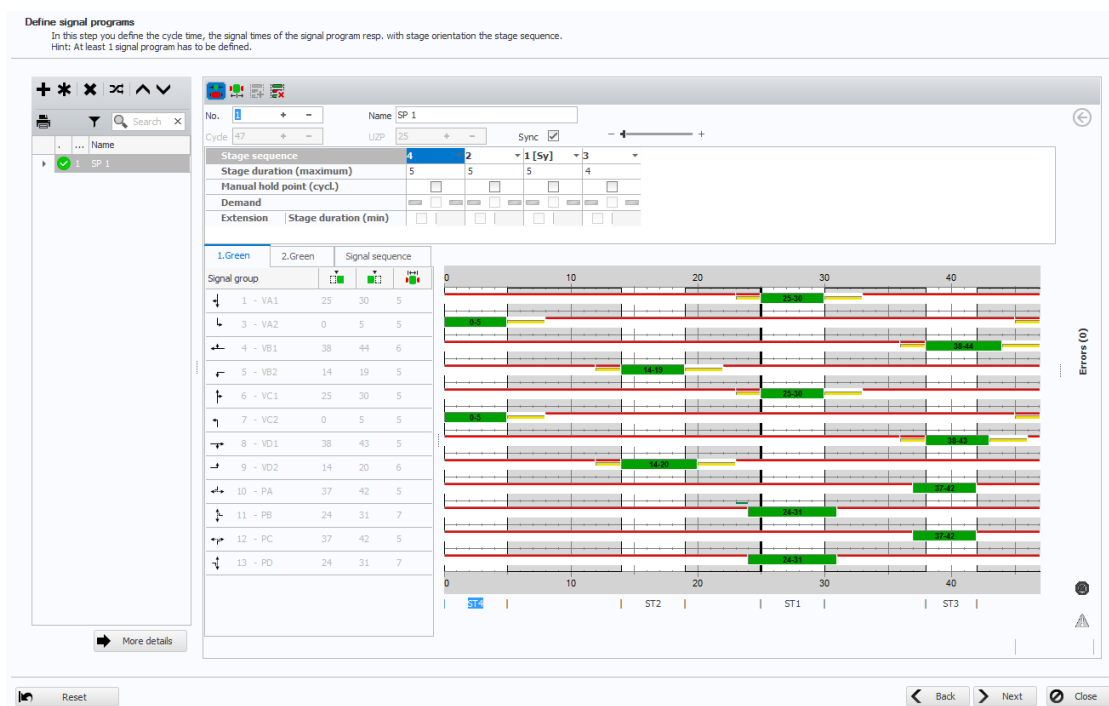 Define signal programs
In this step you define the cycle time, the signal times of the signal program resp. with stage orientation the stage sequence.
Hint: At least 1 signal program has to be defined.
Search
. ... Name
1 SP 1
No. 1 + - Name SP 1
Cycle 47 + - UZP 25 + - Sync - +
Stage sequence 4 2 1 [Sy] 3
Stage duration (maximum) 5 5 5 4
Manual hold point (cycl.)
Demand
Extension Stage duration (min)
1.Green 2.Green Signal sequence
Signal group
0 10 20 30 40
1 - VA1 25 30 5 25-30
3 - VA2 0 5 5 0-5
4 - VB1 38 44 6 38-44
5 - VB2 14 19 5 14-19
6 - VC1 25 30 5 25-30
7 - VC2 0 5 5 0-5
8 - VD1 38 43 5 38-43
9 - VD2 14 20 6 14-20
10 - PA 37 42 5 37-42
11 - PB 24 31 7 24-31
12 - PC 37 42 5 37-42
13 - PD 24 31 7 24-31
0 10 20 30 40
ST4 ST2 ST1 ST3
Errors (0)
More details
Reset Back Next Close